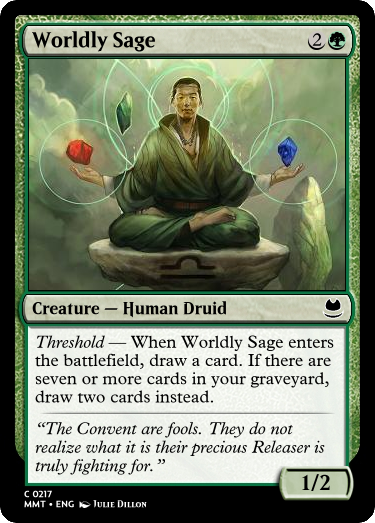 Worldly Sage 2
Creature — Human Druid
Threshold — When Worldly Sage enters
the battlefield, draw a card. If there are
seven or more cards in your graveyard,
draw two cards instead.
“The Convent are fools. They do not
realize what it is their precious Releaser is
truly fighting for.”
1/2
C 0217
MMT • ENG Julie Dillon